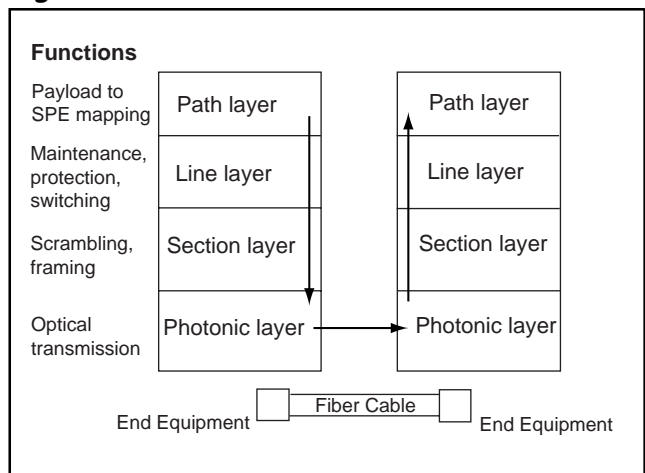 Functions
Payload to
SPE mapping
Path layer
Path layer
Maintenance,
protection,
switching
Line layer
Line layer
Scrambling,
framing
Section layer
Section layer
Optical
transmission
Photonic layer
Photonic layer
Fiber Cable
End Equipment
End Equipment